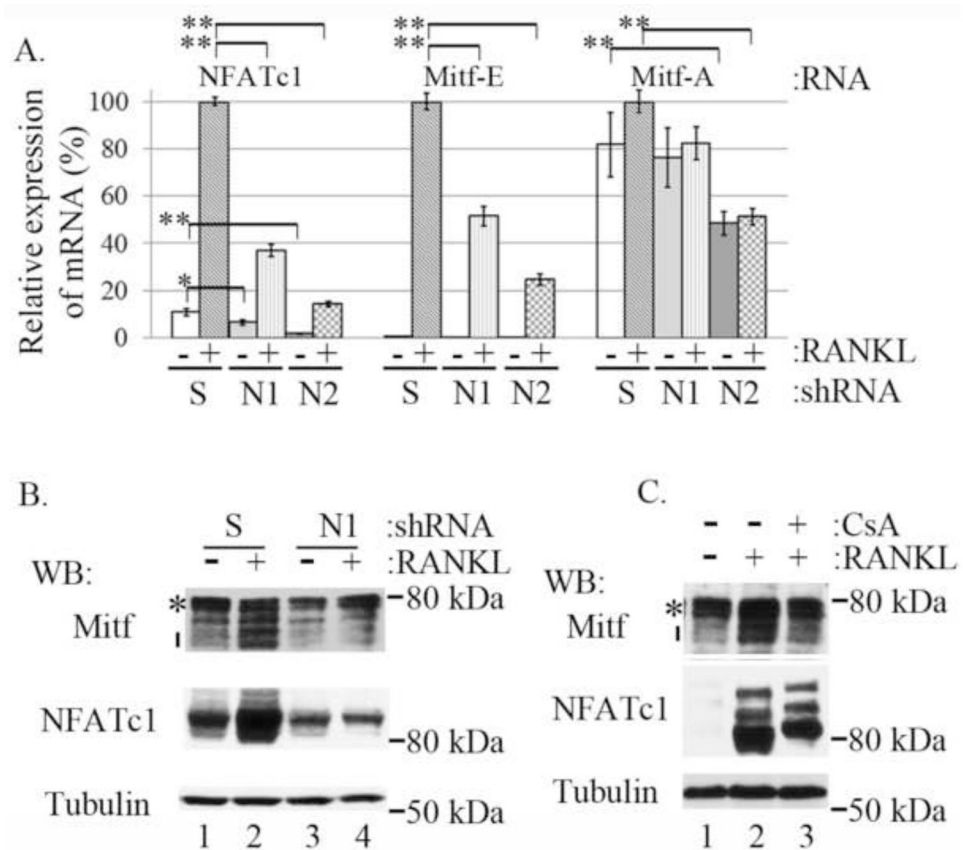 A.
** ** **
** ** **
NFATc1 Mitf-E Mitf-A :RNA
Relative expression
of mRNA (%)
100
80
60
**
40
*
20
0
- + - + - + - + - + - + - + - + - + :RANKL
S N1 N2 S N1 N2 S N1 N2 :shRNA
B.
S N1 :shRNA
- + - + :RANKL
WB:
* 80 kDa
Mitf
NFATc1
80 kDa
Tubulin
50 kDa
1 2 3 4
C.
- - + :CsA
- + + :RANKL
WB:
* 80 kDa
Mitf
NFATc1
80 kDa
Tubulin
50 kDa
1 2 3